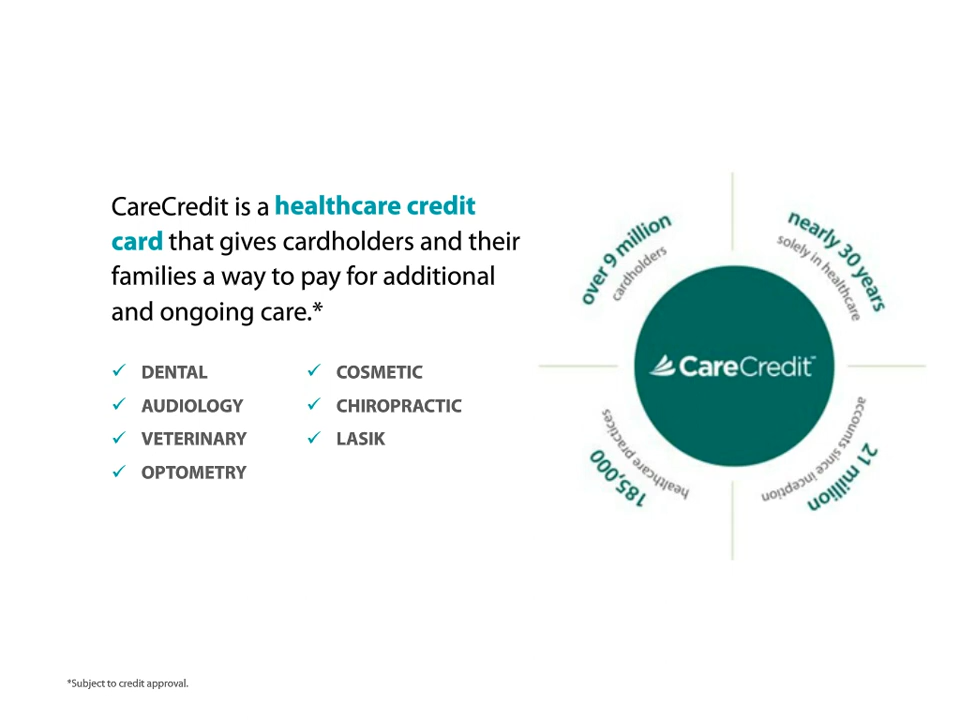 CareCredit is a healthcare credit
card that gives cardholders and their
families a way to pay for additional
and ongoing care.*
DENTAL
AUDIOLOGY
VETERINARY
OPTOMETRY
COSMETIC
CHIROPRACTIC
LASIK
over 9 million
cardholders
nearly 30 years
solely in healthcare
CareCredit™
185,000
healthcare practices
21 million
accounts since inception
*Subject to credit approval.